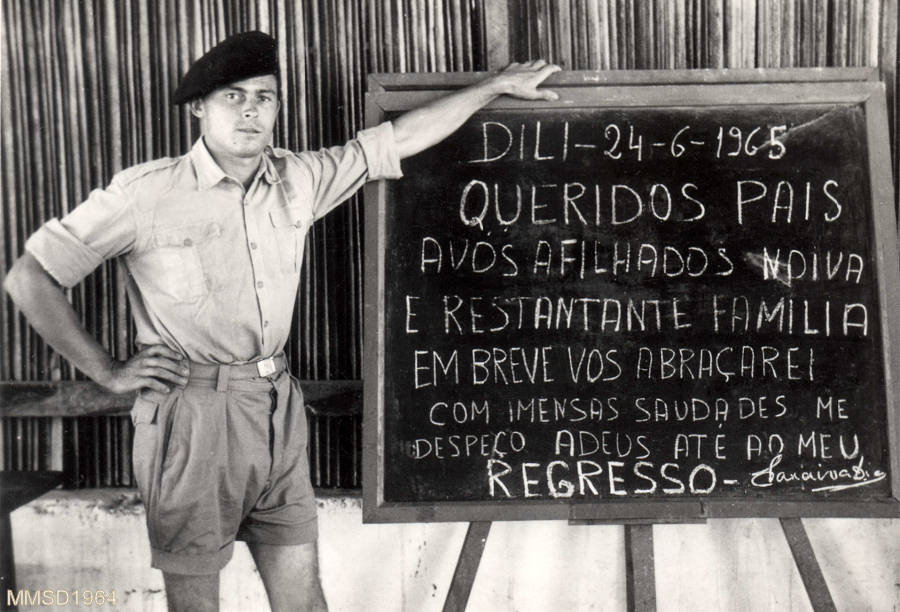 DILI-24-6-1965
QUERIDOS PAIS
AVÓS AFILHADOS NOIVA
E RESTANTANTE FAMILIA
EM BREVE VOS ABRAÇAREI
COM IMENSAS SAUDADES ME
DESPEÇO ADEUS ATÉ AO MEU
REGRESSO-
MMSD1964